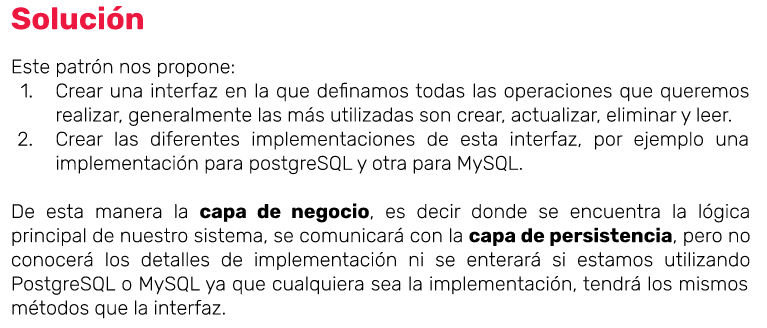 Solución
Este patrón nos propone:
1. Crear una interfaz en la que definamos todas las operaciones que queremos
realizar, generalmente las más utilizadas son crear, actualizar, eliminar y leer.
2. Crear las diferentes implementaciones de esta interfaz, por ejemplo una
implementación para postgreSQL y otra para MySQL.
De esta manera la capa de negocio, es decir donde se encuentra la lógica
principal de nuestro sistema, se comunicará con la capa de persistencia, pero no
conocerá los detalles de implementación ni se enterará si estamos utilizando
PostgreSQL o MySQL ya que cualquiera sea la implementación, tendrá los mismos
métodos que la interfaz.